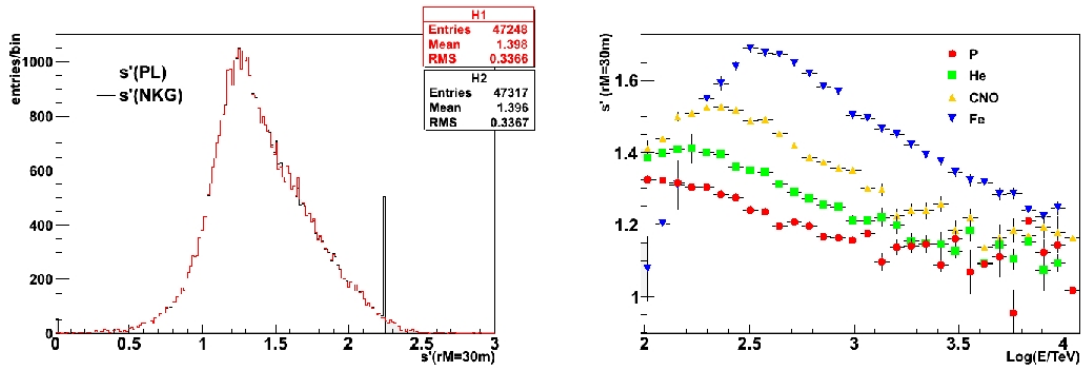 entries/bin
1000
800
600
400
200
0
s'(PL)
s'(NKG)
H1
Entries 47248
Mean 1.398
RMS 0.3366
H2
Entries 47317
Mean 1.396
RMS 0.3367
0 0.5 1 1.5 2 2.5 3
s'(rM=30m)
s' (rM=30m)
1.6
1.4
1.2
1
P
He
CNO
Fe
2 2.5 3 3.5 4
Log(E/TeV)